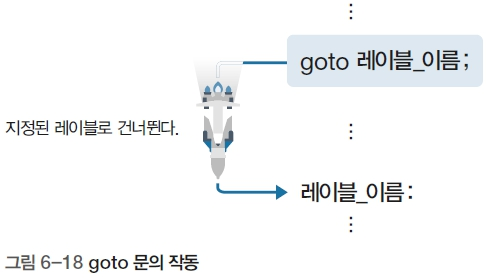 goto 레이블_이름;
지정된 레이블로 건너뛴다.
레이블_이름:
그림 6-18 goto 문의 작동